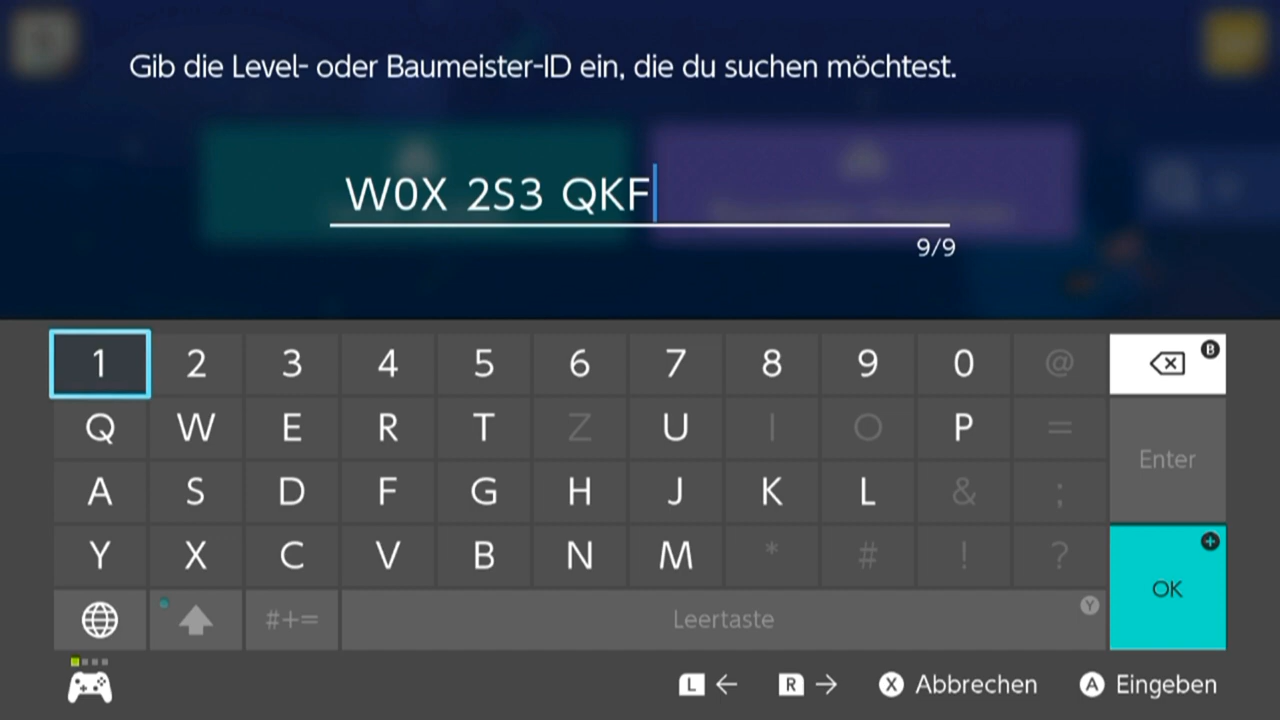 Gib die Level- oder Baumeister-ID ein, die du suchen möchtest.
W0X 2S3 QKF
9/9
1 2 3 4 5 6 7 8 9 0 @ B
Q W E R T Z U I O P = Enter
A S D F G H J K L & ;
Y X C V B N M * # ! ? + OK
#+= Leertaste Y
L ← R → X Abbrechen A Eingeben